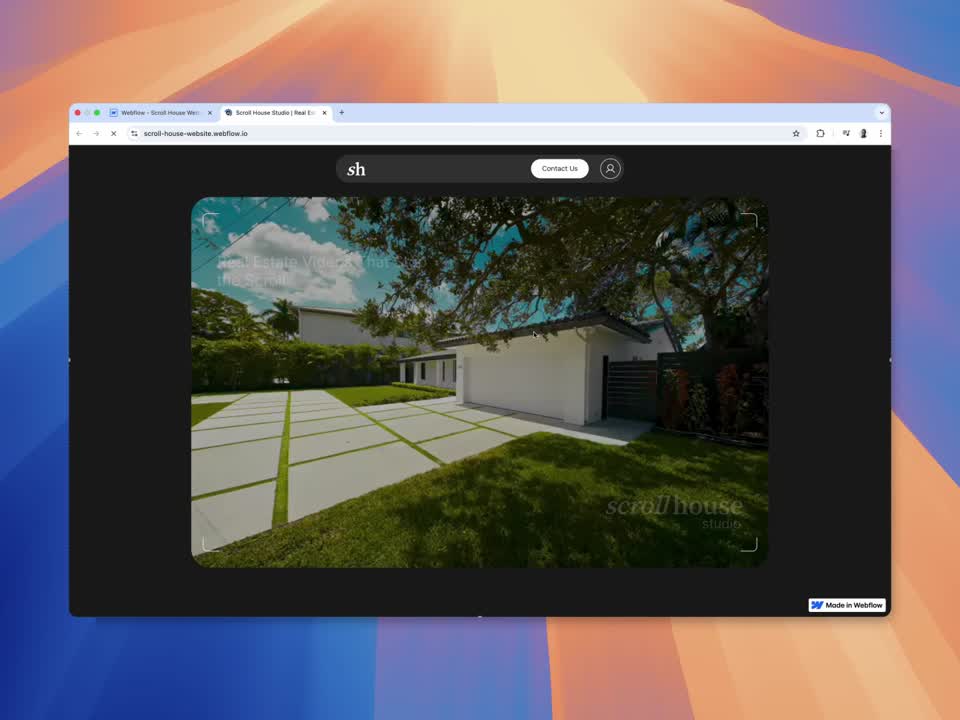 Webflow - Scroll House Web
Scroll House Studio | Real Es
scroll-house-website.webflow.io
sh
Contact Us
Real Estate Videos That
the Scroll
scroll house
studio
Made in Webflow